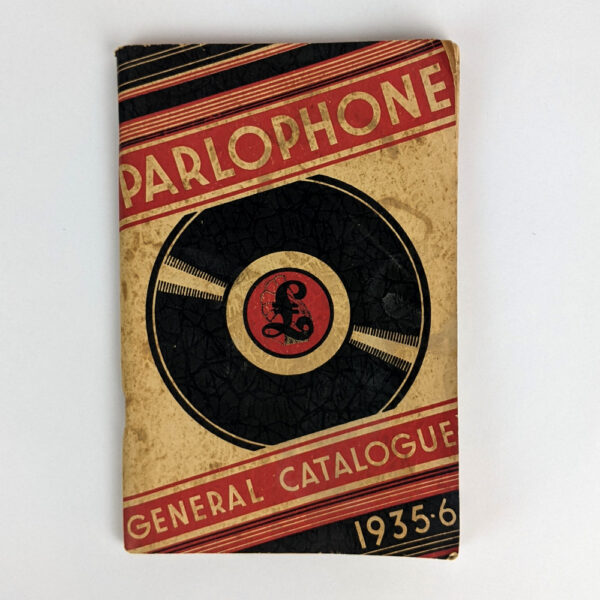 PARLOPHONE
£
GENERAL CATALOGUE
1935·6